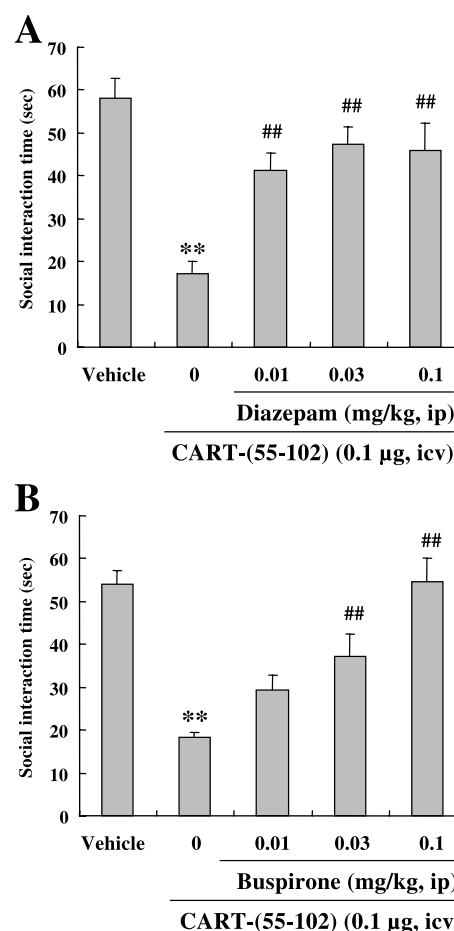 A
70
60
50
40
30
20
10
0
Social interaction time (sec)
**
##
##
##
Vehicle 0 0.01 0.03 0.1
Diazepam (mg/kg, ip)
CART-(55-102) (0.1 µg, icv)
B
70
60
50
40
30
20
10
0
Social interaction time (sec)
**
##
##
Vehicle 0 0.01 0.03 0.1
Buspirone (mg/kg, ip)
CART-(55-102) (0.1 µg, icv